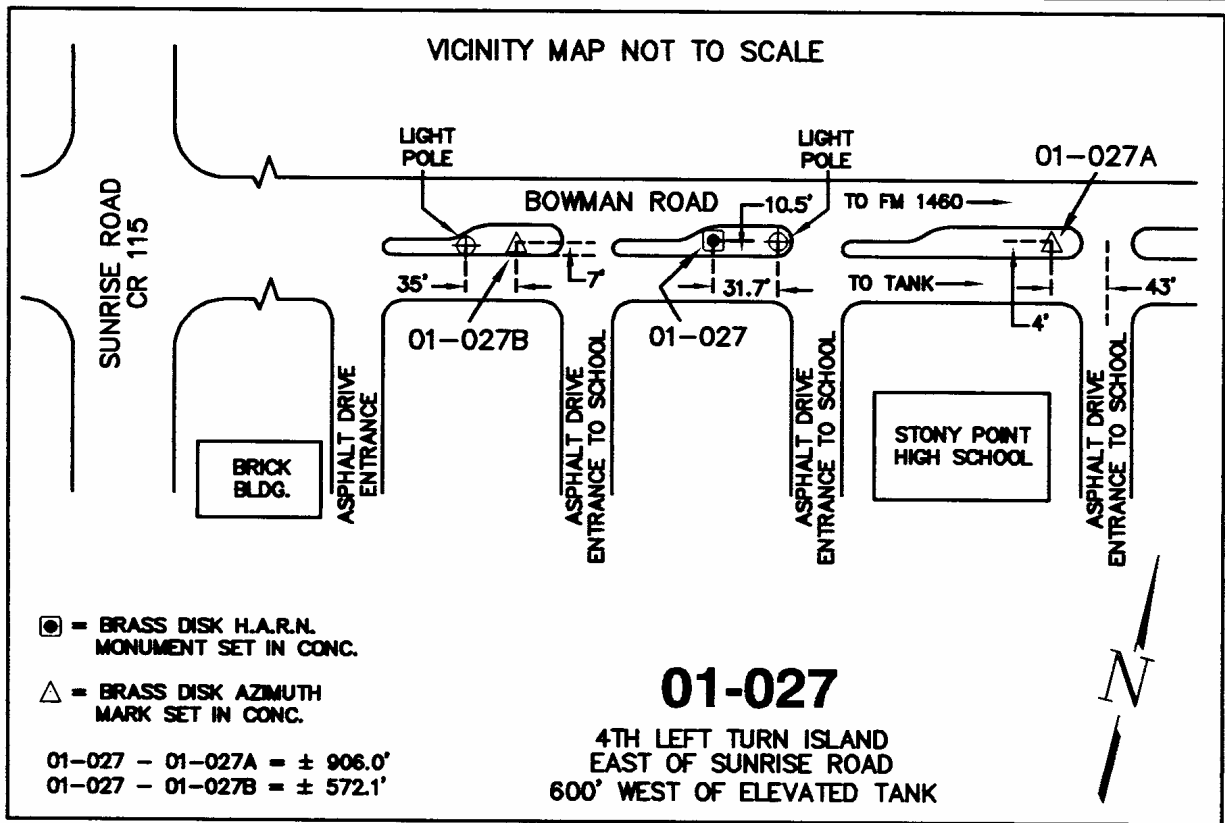 VICINITY MAP NOT TO SCALE
LIGHT
POLE
LIGHT
POLE
01-027A
BOWMAN ROAD
10.5'
TO FM 1460
SUNRISE ROAD
CR 115
35'
7'
31.7'
TO TANK
43'
4'
01-027B
01-027
ASPHALT DRIVE
ENTRANCE
ASPHALT DRIVE
ENTRANCE TO SCHOOL
ASPHALT DRIVE
ENTRANCE TO SCHOOL
ASPHALT DRIVE
ENTRANCE TO SCHOOL
BRICK
BLDG.
STONY POINT
HIGH SCHOOL
= BRASS DISK H.A.R.N.
MONUMENT SET IN CONC.
= BRASS DISK AZIMUTH
MARK SET IN CONC.
01-027 - 01-027A = ± 906.0'
01-027 - 01-027B = ± 572.1'
01-027
4TH LEFT TURN ISLAND
EAST OF SUNRISE ROAD
600' WEST OF ELEVATED TANK
N